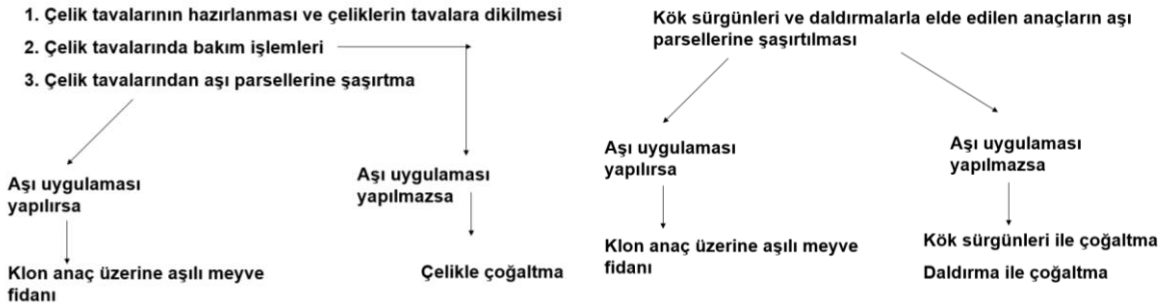 1. Çelik tavalarının hazırlanması ve çeliklerin tavalara dikilmesi
2. Çelik tavalarında bakım işlemleri
3. Çelik tavalarından aşı parsellerine şaşırtma
Aşı uygulaması
yapılırsa
Aşı uygulaması
yapılmazsa
Klon anaç üzerine aşılı meyve
fidanı
Çelikle çoğaltma
Kök sürgünleri ve daldırmalarla elde edilen anaçların aşı
parsellerine şaşırtılması
Aşı uygulaması
yapılırsa
Aşı uygulaması
yapılmazsa
Klon anaç üzerine aşılı meyve
fidanı
Kök sürgünleri ile çoğaltma
Daldırma ile çoğaltma